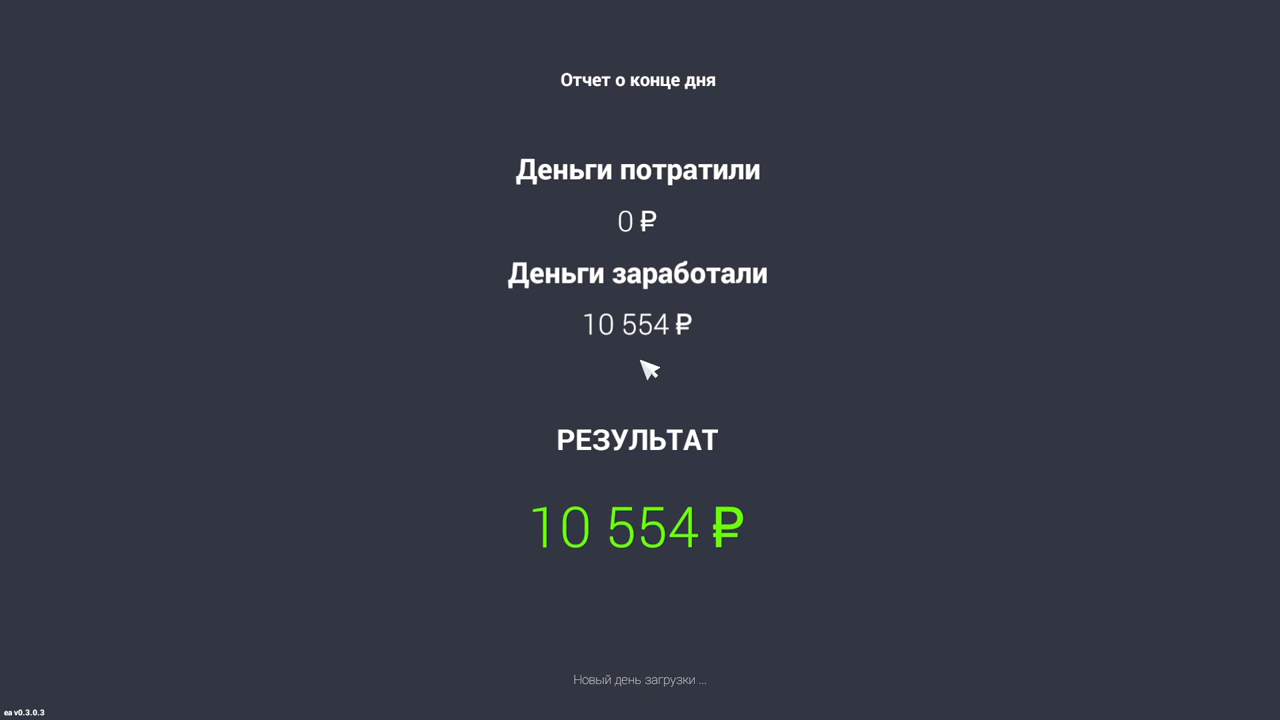 Отчет о конце дня
Деньги потратили
0 ₽
Деньги заработали
10 554 ₽
РЕЗУЛЬТАТ
10 554 ₽
Новый день загрузки ...
ea v0.3.0.3